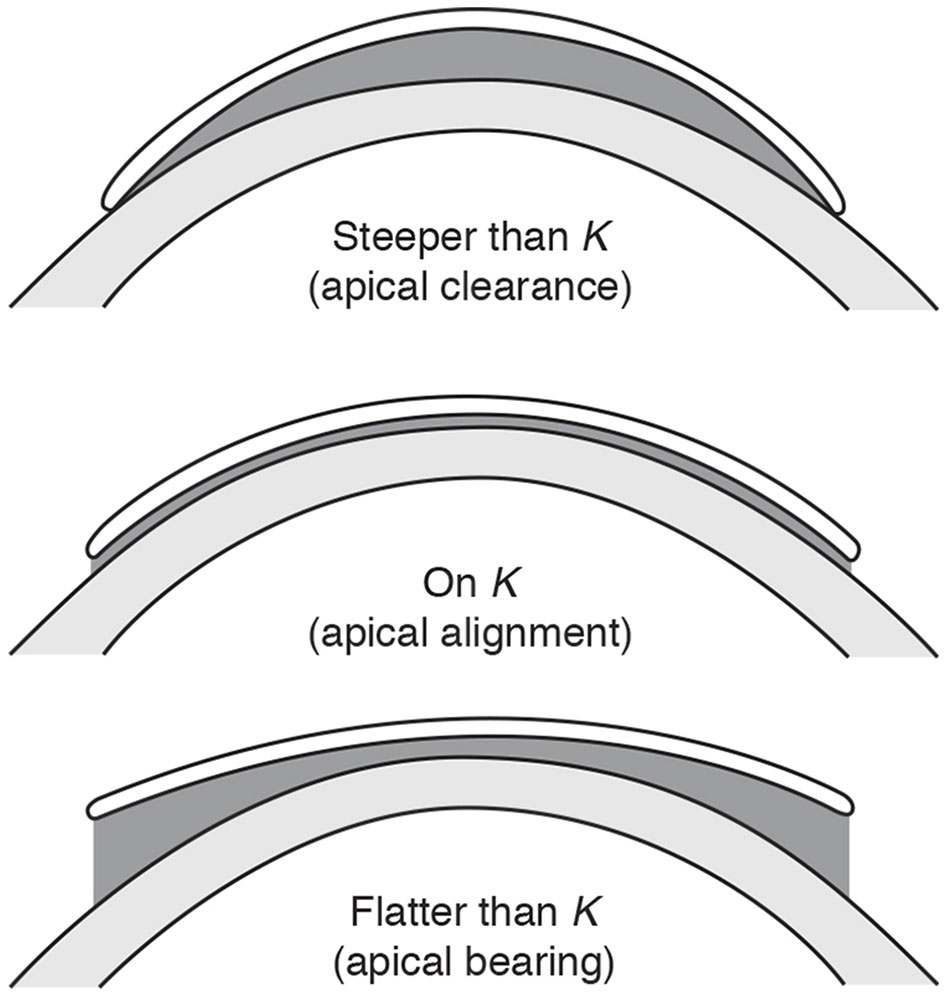 Steeper than K
(apical clearance)
On K
(apical alignment)
Flatter than K
(apical bearing)